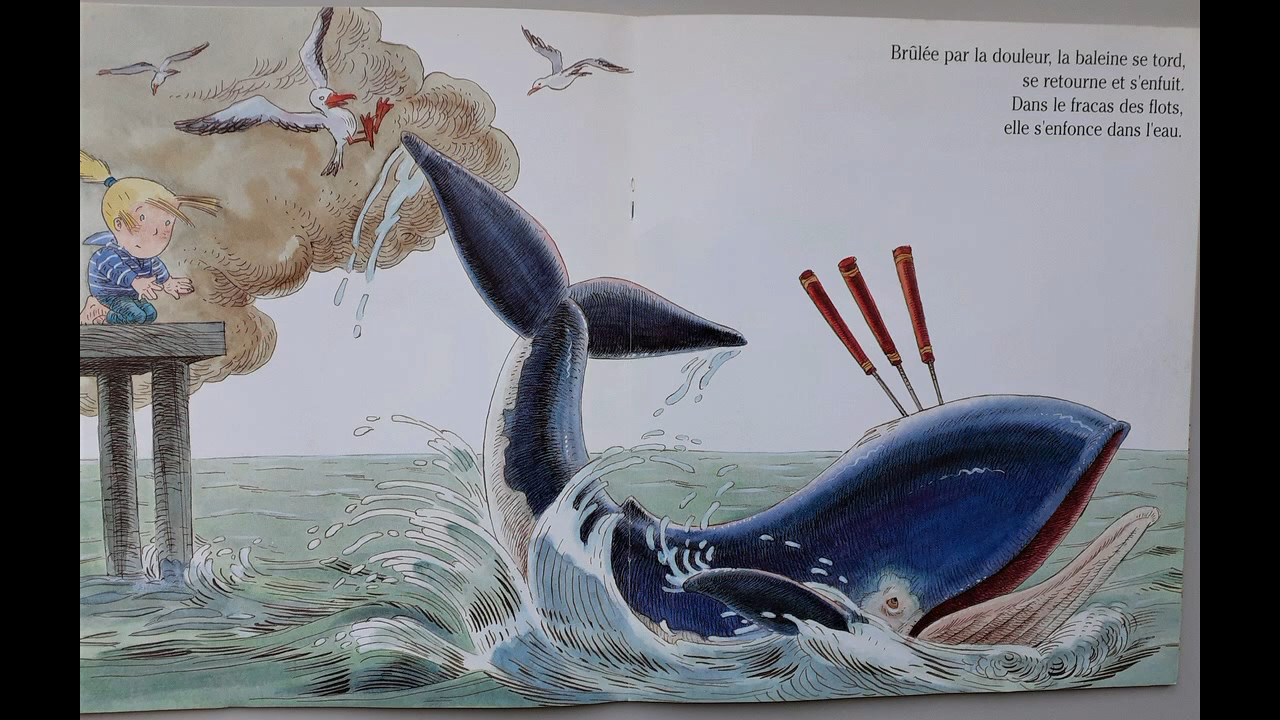 Brûlée par la douleur, la baleine se tord,
se retourne et s'enfuit.
Dans le fracas des flots,
elle s'enfonce dans l'eau.